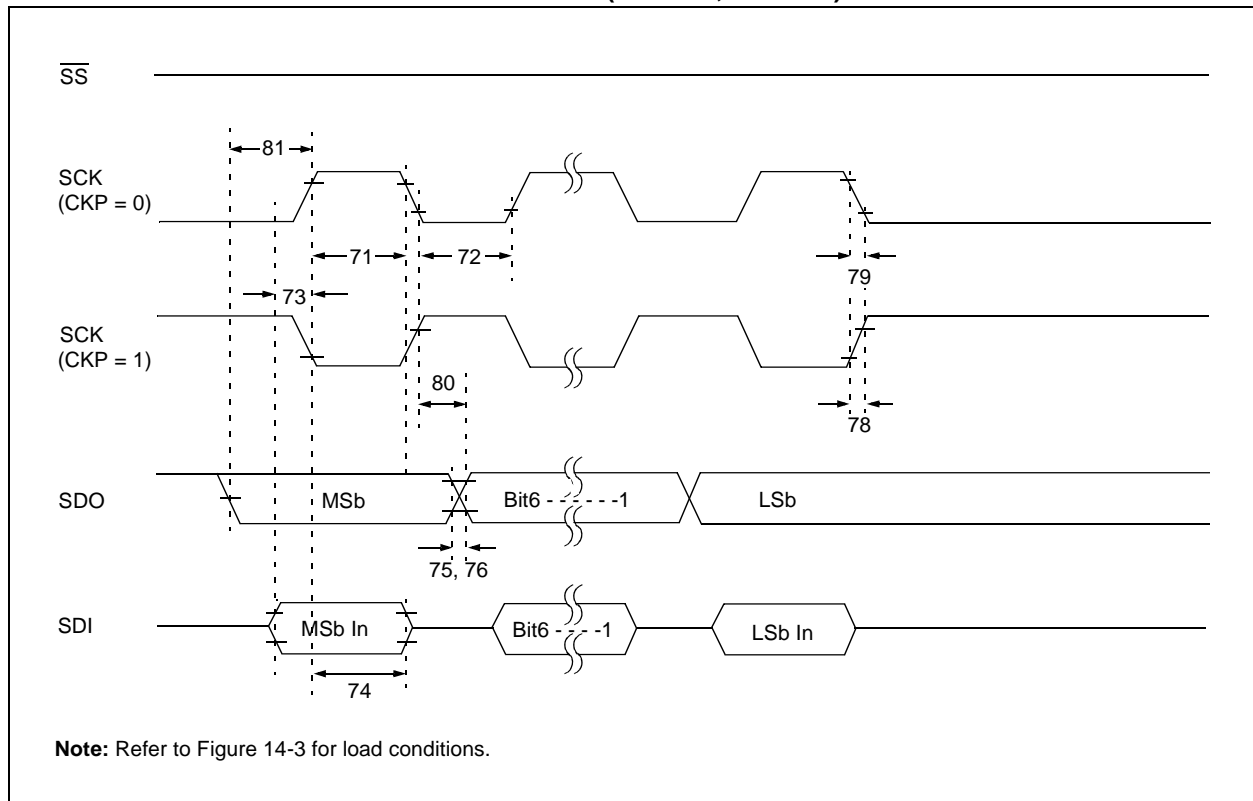 SS
81
SCK
(CKP = 0)
71
72
79
73
SCK
(CKP = 1)
80
78
SDO
MSb
Bit6 - - - - - -1
LSb
75, 76
SDI
MSb In
Bit6 - - - -1
LSb In
74
Note: Refer to Figure 14-3 for load conditions.